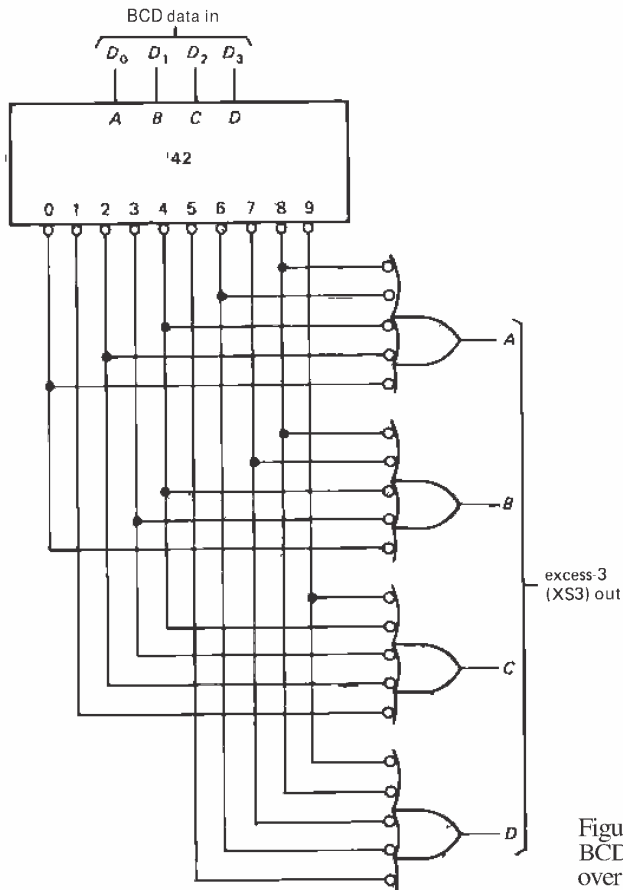 BCD data in
D₀ D₁ D₂ D₃
A B C D
'42
0 1 2 3 4 5 6 7 8 9
A
B
excess-3
(XS3) out
C
D
Figu
BCD
over